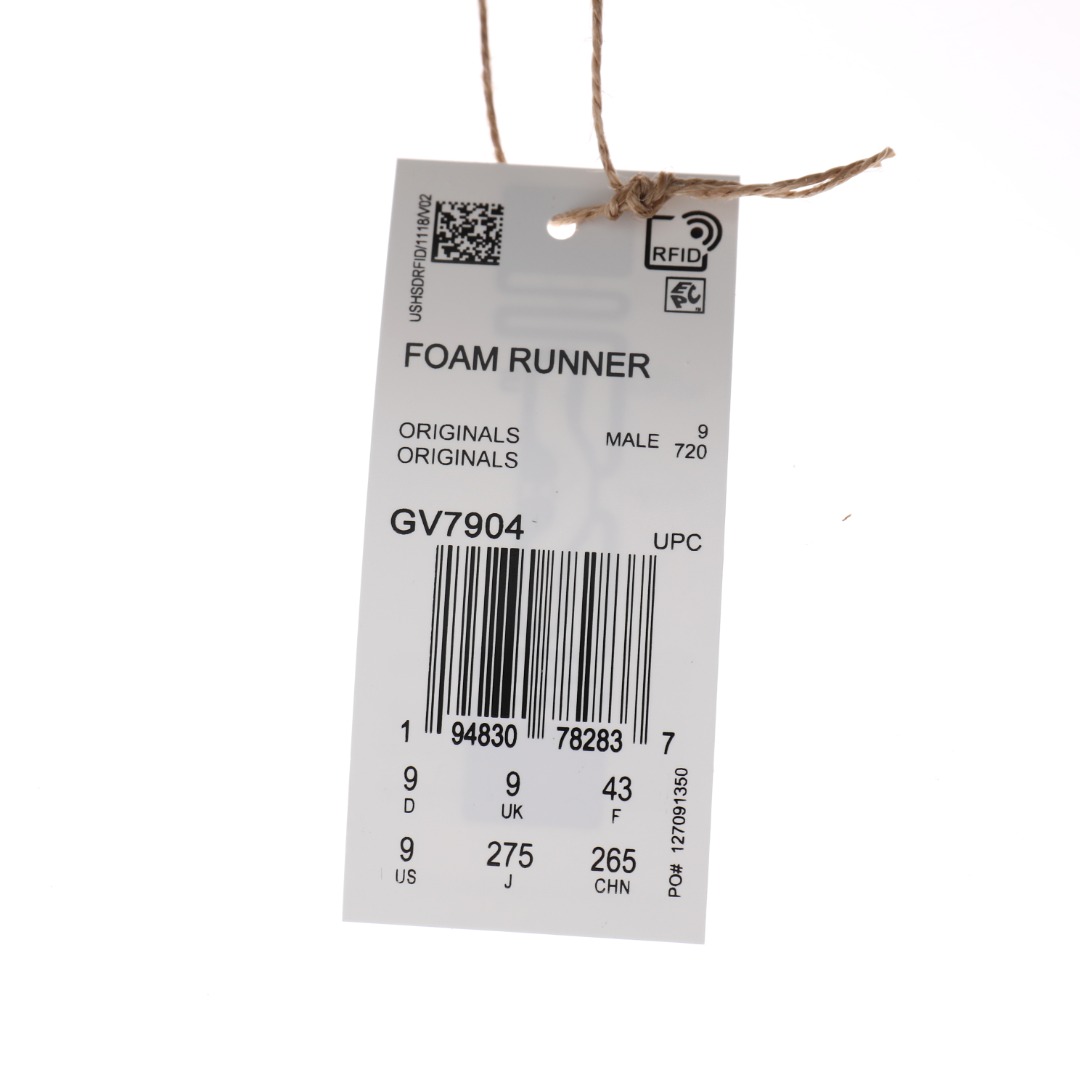 USHSDRFID/1118/V02
RFID
EPC
FOAM RUNNER
ORIGINALS
ORIGINALS
MALE 9
720
GV7904
UPC
1 94830 78283 7
9 9 43
D UK F
9 275 265
US J CHN
PO# 127091350